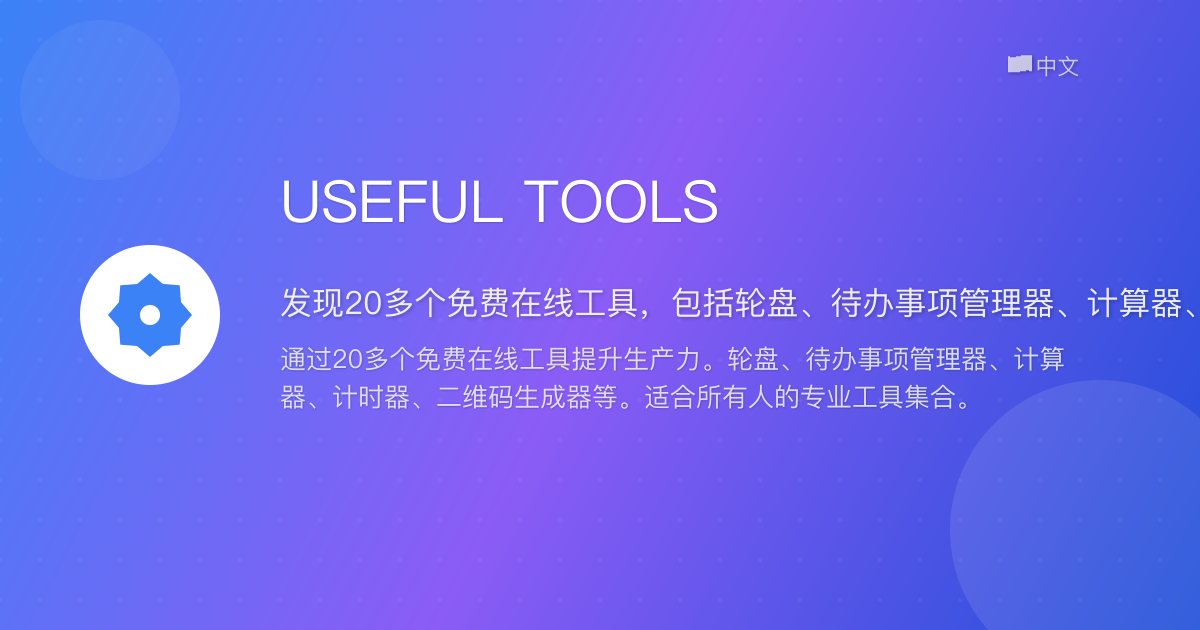 中文
USEFUL TOOLS
发现20多个免费在线工具，包括轮盘、待办事项管理器、计算器、
通过20多个免费在线工具提升生产力。轮盘、待办事项管理器、计算
器、计时器、二维码生成器等。适合所有人的专业工具集合。